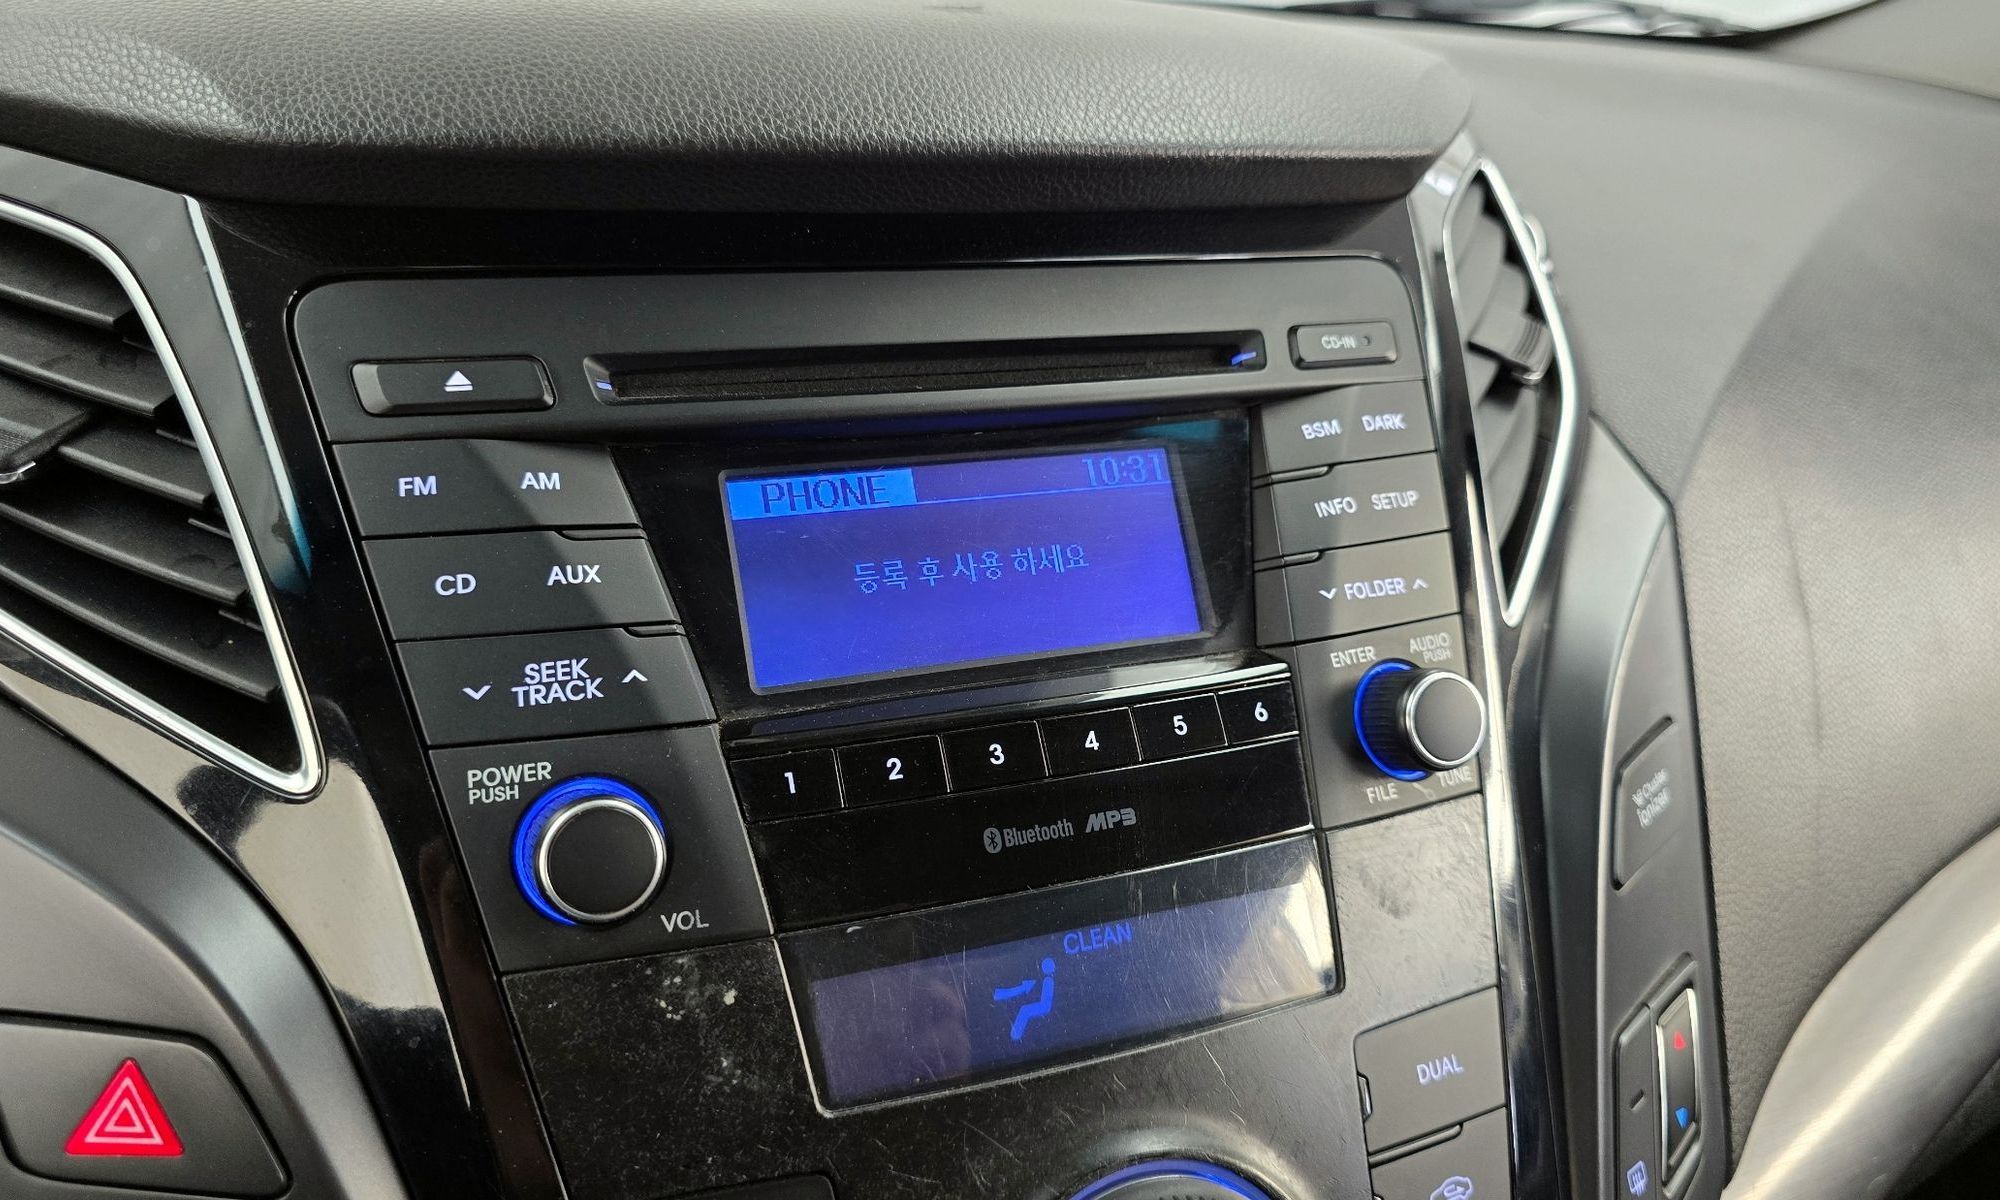 CD-IN
FM AM
BSM DARK
PHONE 10:31
INFO SETUP
등록 후 사용 하세요
CD AUX
FOLDER
SEEK
TRACK
ENTER AUDIO
PUSH
1 2 3 4 5 6
POWER
PUSH
FILE TUNE
Bluetooth MP3
VOL
Cluster
ionizer
CLEAN
DUAL